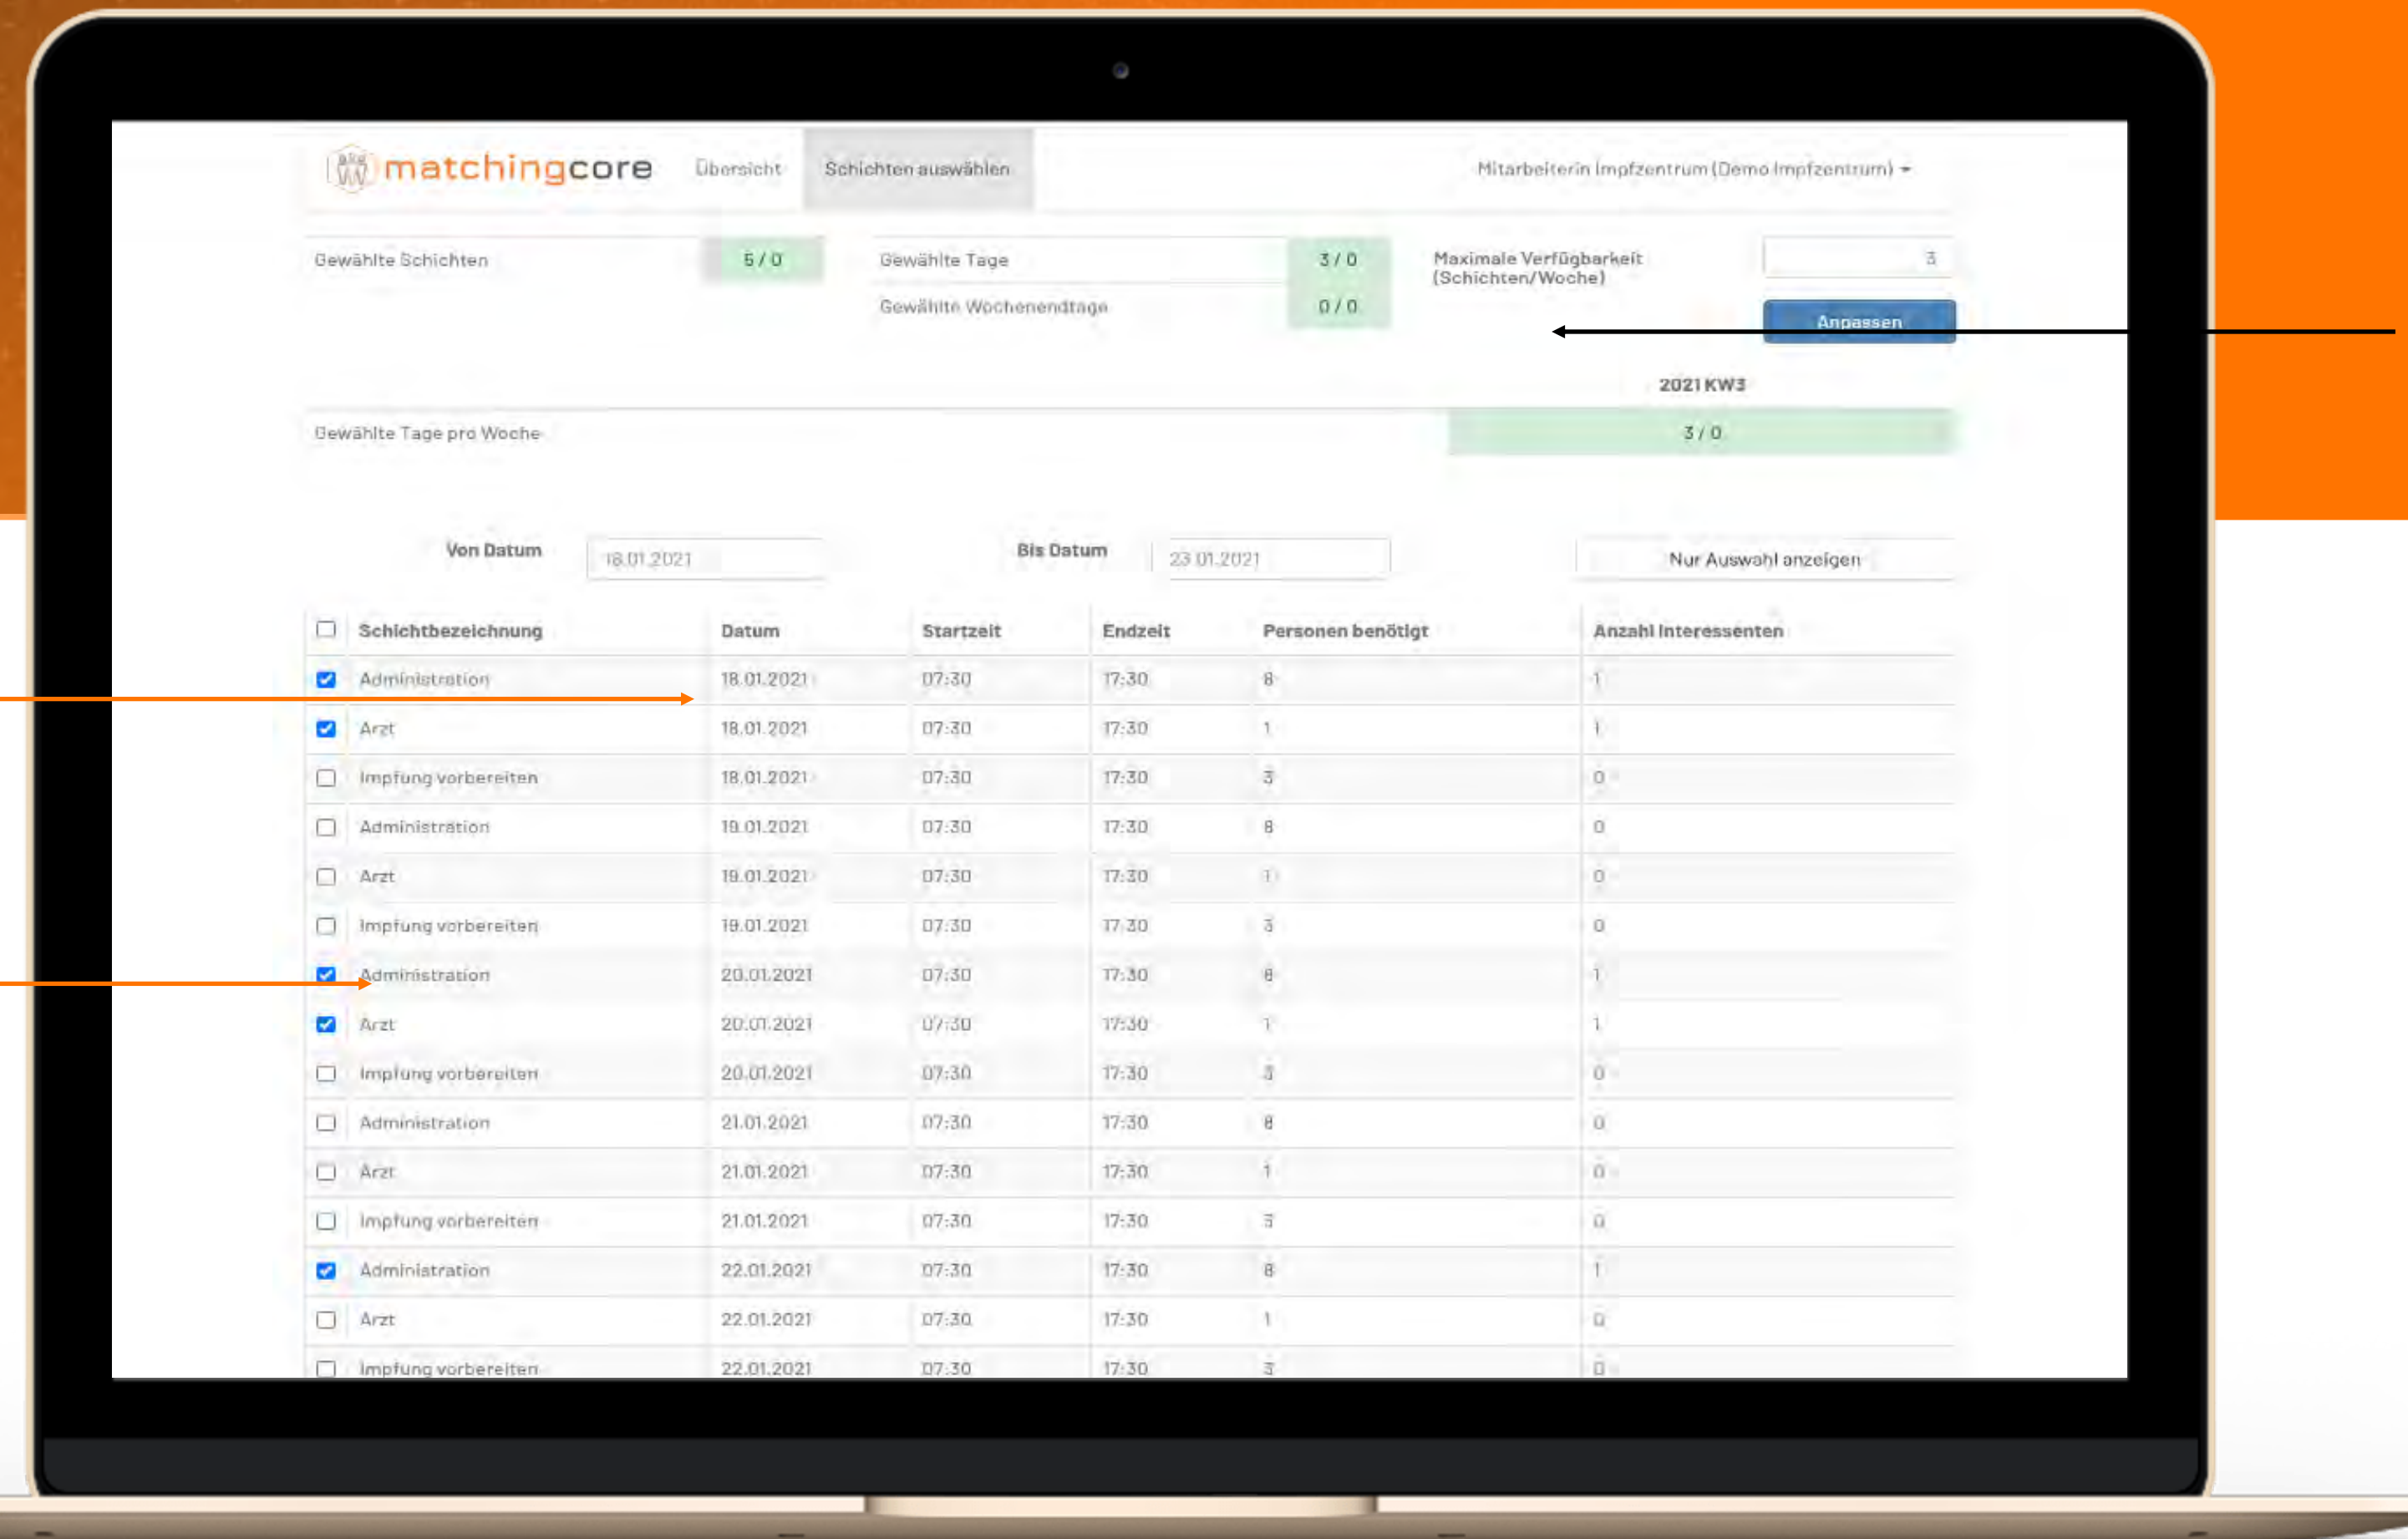 matchingcore Übersicht Schichten auswählen Mitarbeiterin Impfzentrum (Demo Impfzentrum)
Gewählte Schichten 5 / 0 Gewählte Tage 3 / 0 Maximale Verfügbarkeit (Schichten/Woche) 3
Gewählte Wochenendtage 0 / 0 Anpassen
2021 KW3
Gewählte Tage pro Woche 3 / 0
Von Datum 18.01.2021 Bis Datum 23.01.2021 Nur Auswahl anzeigen
Schichtbezeichnung Datum Startzeit Endzeit Personen benötigt Anzahl Interessenten
Administration 18.01.2021 07:30 17:30 8 1
Arzt 18.01.2021 07:30 17:30 1 1
Impfung vorbereiten 18.01.2021 07:30 17:30 3 0
Administration 19.01.2021 07:30 17:30 8 0
Arzt 19.01.2021 07:30 17:30 1 0
Impfung vorbereiten 19.01.2021 07:30 17:30 3 0
Administration 20.01.2021 07:30 17:30 8 1
Arzt 20.01.2021 07:30 17:30 1 1
Impfung vorbereiten 20.01.2021 07:30 17:30 3 0
Administration 21.01.2021 07:30 17:30 8 0
Arzt 21.01.2021 07:30 17:30 1 0
Impfung vorbereiten 21.01.2021 07:30 17:30 3 0
Administration 22.01.2021 07:30 17:30 8 1
Arzt 22.01.2021 07:30 17:30 1 0
Impfung vorbereiten 22.01.2021 07:30 17:30 3 0